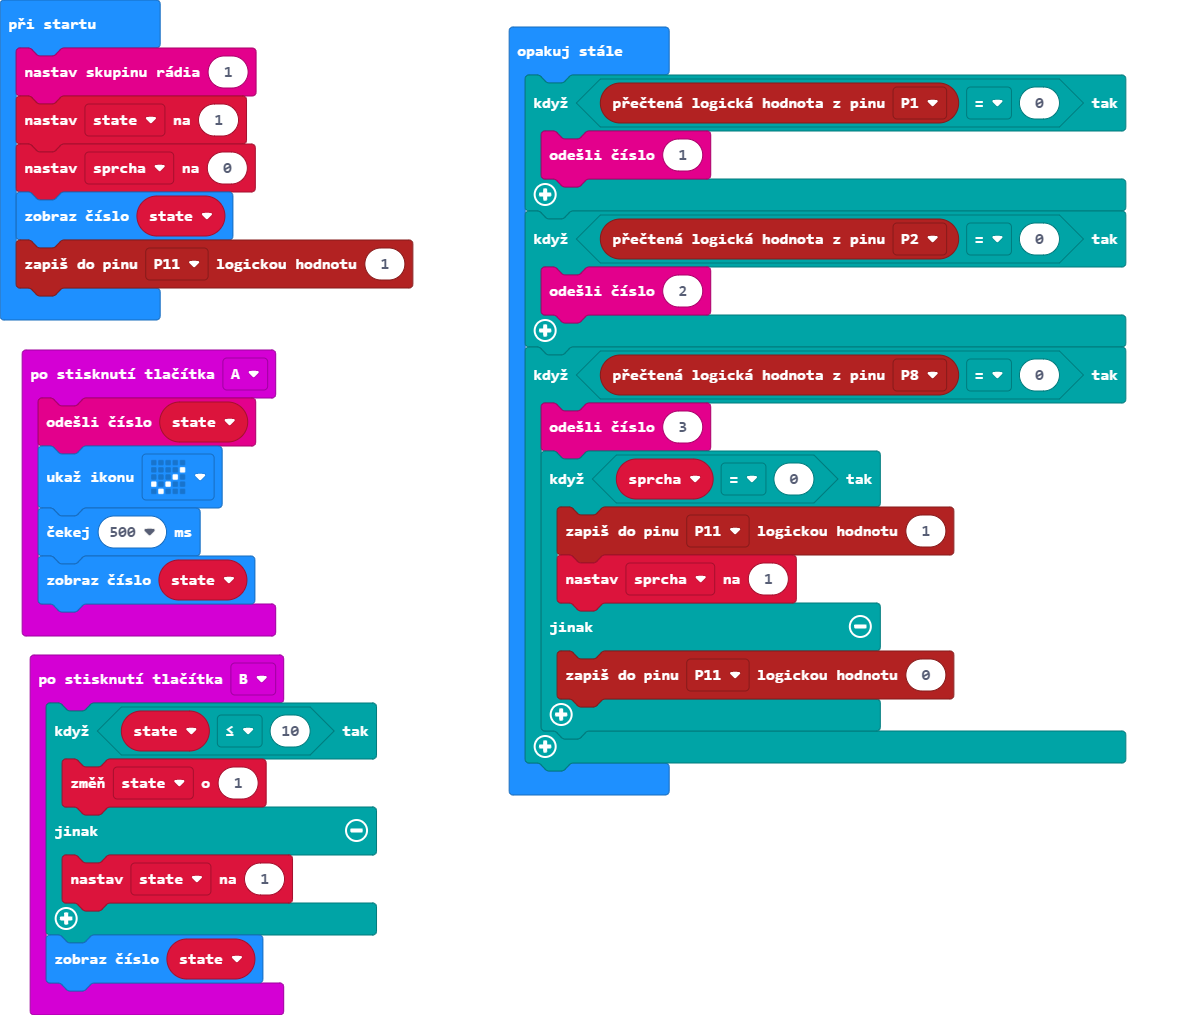 při startu
nastav skupinu rádia 1
nastav state na 1
nastav sprcha na 0
zobraz číslo state
zapiš do pinu P11 logickou hodnotu 1
po stisknutí tlačítka A
odešli číslo state
ukaž ikonu
čekej 500 ms
zobraz číslo state
po stisknutí tlačítka B
když state ≤ 10 tak
změň state o 1
jinak
nastav state na 1
zobraz číslo state
opakuj stále
když přečtená logická hodnota z pinu P1 = 0 tak
odešli číslo 1
když přečtená logická hodnota z pinu P2 = 0 tak
odešli číslo 2
když přečtená logická hodnota z pinu P8 = 0 tak
odešli číslo 3
když sprcha = 0 tak
zapiš do pinu P11 logickou hodnotu 1
nastav sprcha na 1
jinak
zapiš do pinu P11 logickou hodnotu 0